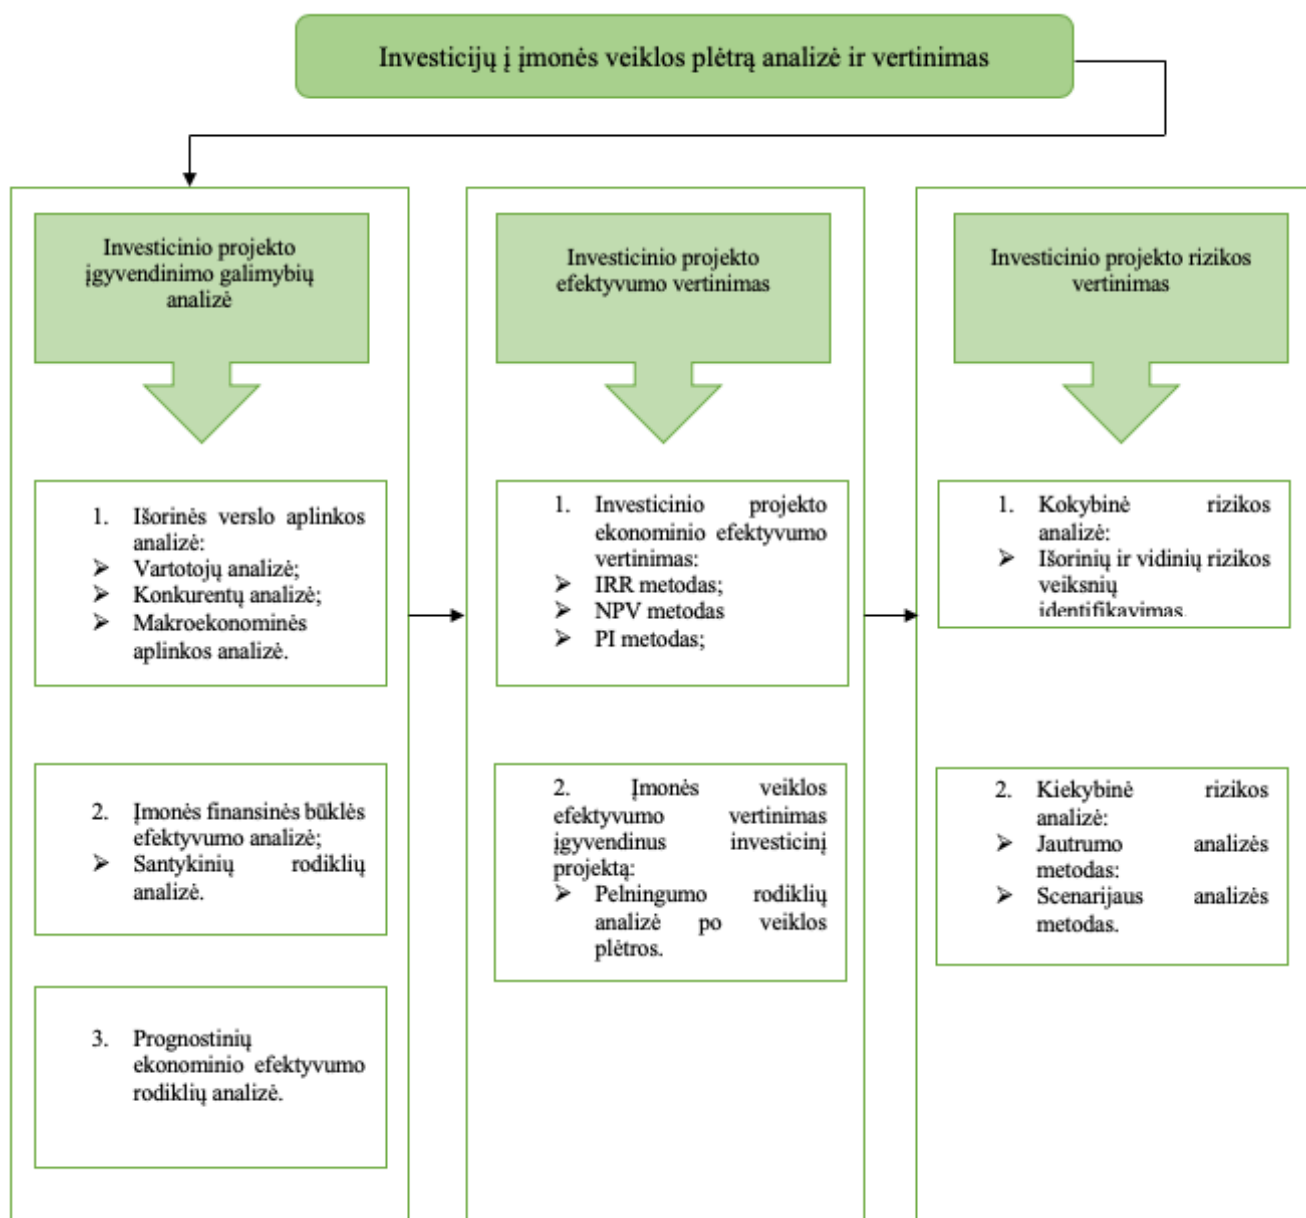 Investicijų į įmonės veiklos plėtrą analizė ir vertinimas
Investicinio projekto
įgyvendinimo galimybių
analizė
1. Išorinės verslo aplinkos
analizė:
➢ Vartotojų analizė;
➢ Konkurentų analizė;
➢ Makroekonominės
aplinkos analizė.
2. Įmonės finansinės būklės
efektyvumo analizė;
➢ Santykinių rodiklių
analizė.
3. Prognostinių
ekonominio efektyvumo
rodiklių analizė.
Investicinio projekto
efektyvumo vertinimas
1. Investicinio projekto
ekonominio efektyvumo
vertinimas:
➢ IRR metodas;
➢ NPV metodas
➢ PI metodas;
2. Įmonės veiklos
efektyvumo vertinimas
įgyvendinus investicinį
projektą:
➢ Pelningumo rodiklių
analizė po veiklos
plėtros.
Investicinio projekto rizikos
vertinimas
1. Kokybinė rizikos
analizė:
➢ Išorinių ir vidinių rizikos
veiksnių
identifikavimas.
2. Kiekybinė rizikos
analizė:
➢ Jautrumo analizės
metodas:
➢ Scenarijaus analizės
metodas.